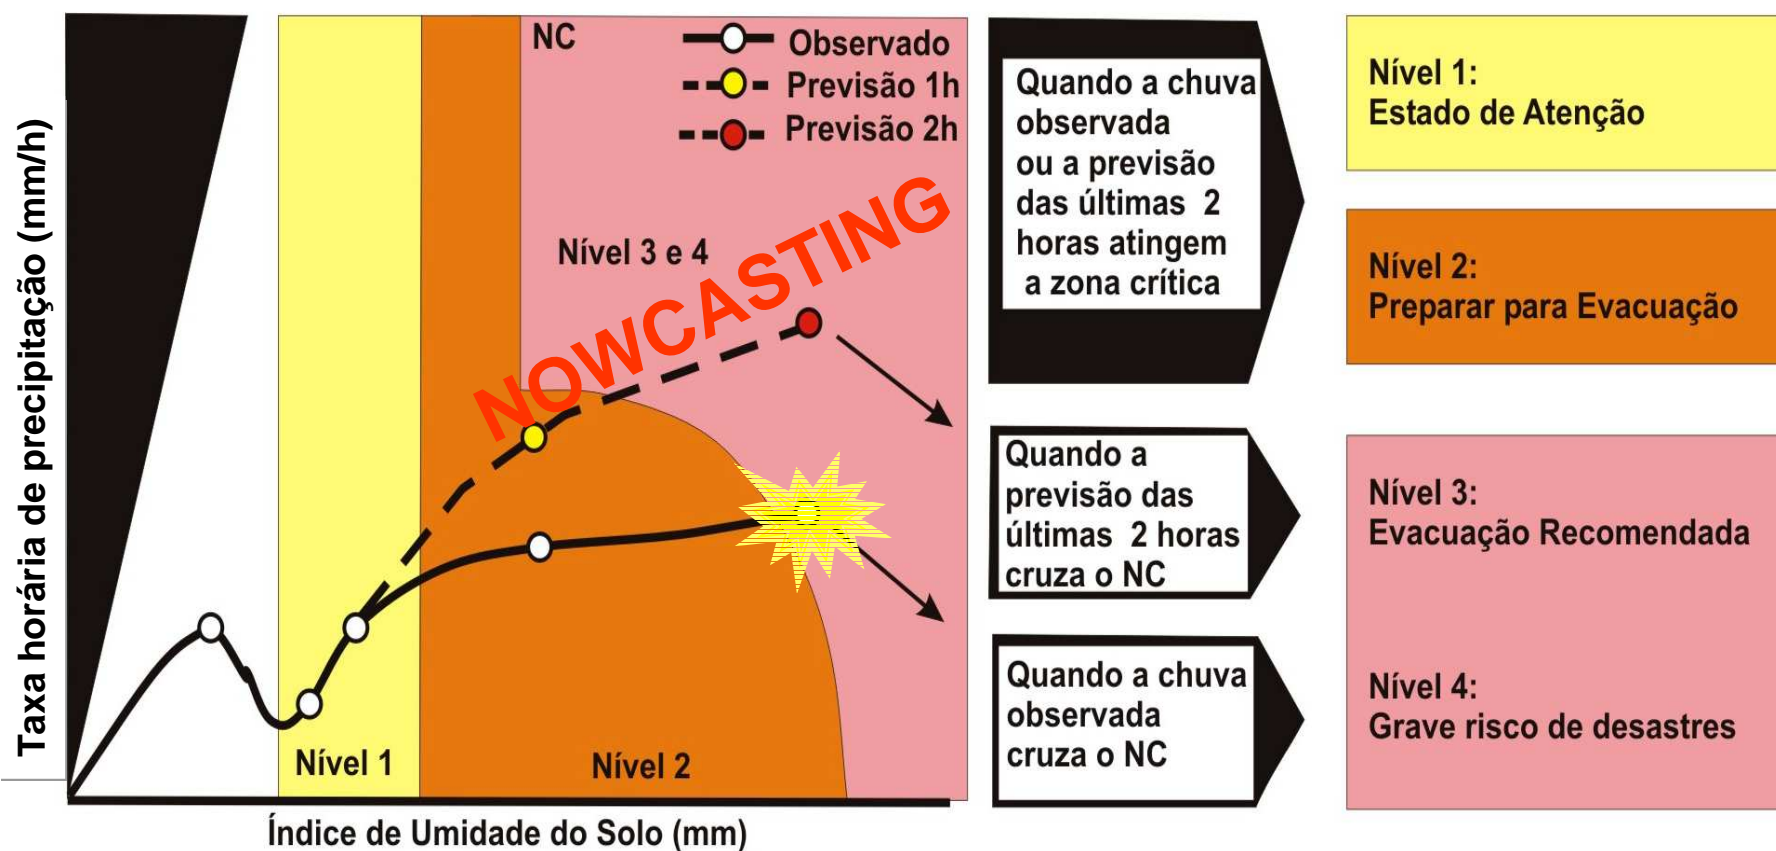 Taxa horária de precipitação (mm/h)
NC
Observado
Previsão 1h
Previsão 2h
Nível 3 e 4
NOWCASTING
Nível 1
Nível 2
Índice de Umidade do Solo (mm)
Quando a chuva
observada
ou a previsão
das últimas 2
horas atingem
a zona crítica
Quando a
previsão das
últimas 2 horas
cruza o NC
Quando a chuva
observada
cruza o NC
Nível 1:
Estado de Atenção
Nível 2:
Preparar para Evacuação
Nível 3:
Evacuação Recomendada
Nível 4:
Grave risco de desastres